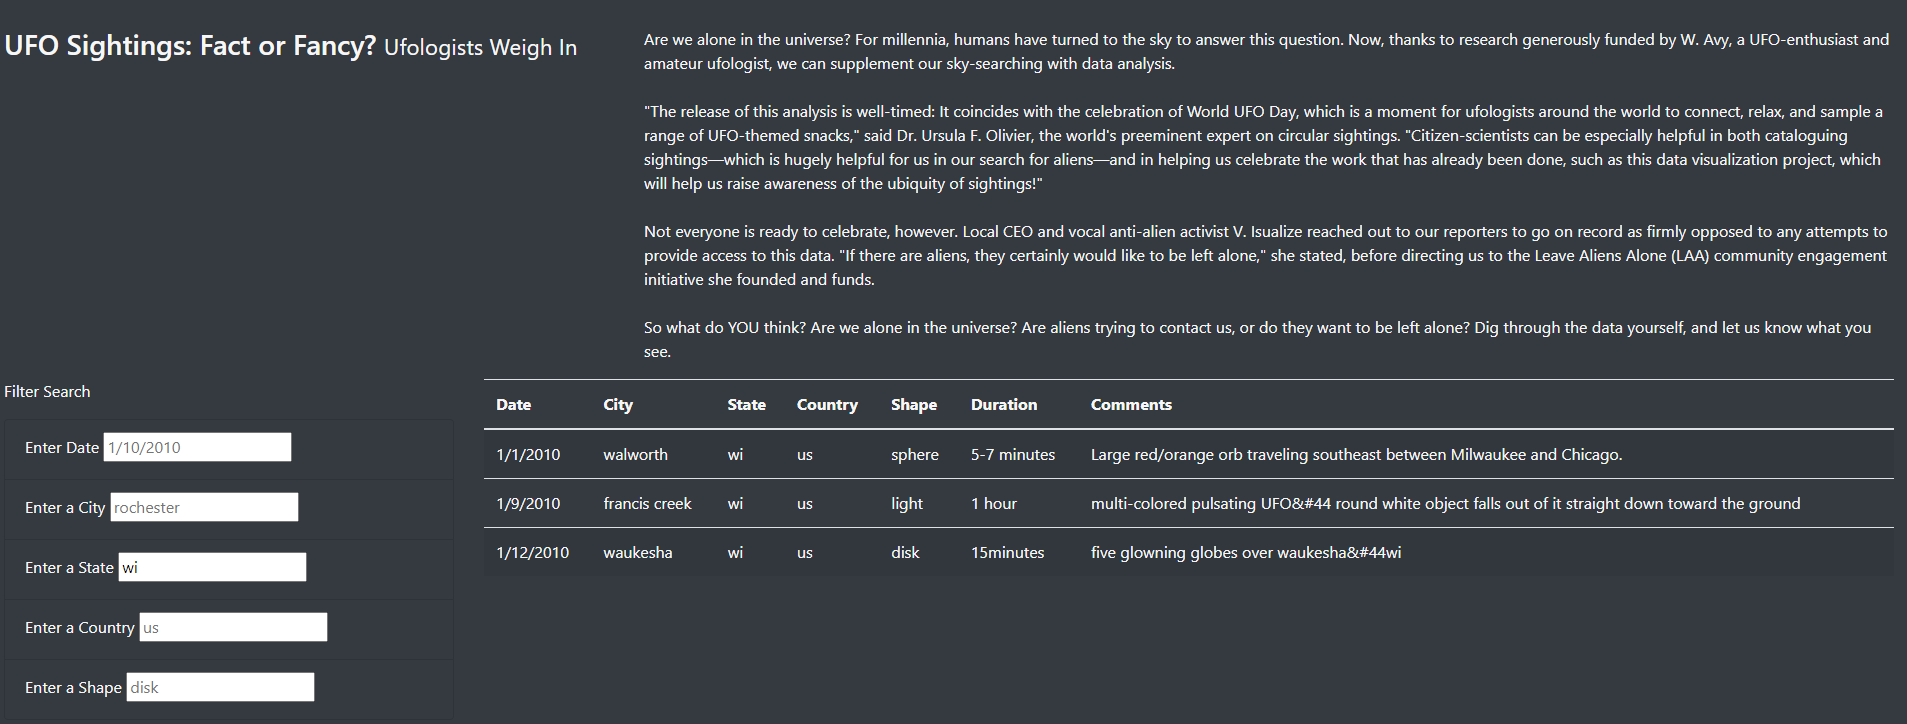 UFO Sightings: Fact or Fancy? Ufologists Weigh In
Are we alone in the universe? For millennia, humans have turned to the sky to answer this question. Now, thanks to research generously funded by W. Avy, a UFO-enthusiast and
amateur ufologist, we can supplement our sky-searching with data analysis.
"The release of this analysis is well-timed: It coincides with the celebration of World UFO Day, which is a moment for ufologists around the world to connect, relax, and sample a
range of UFO-themed snacks," said Dr. Ursula F. Olivier, the world's preeminent expert on circular sightings. "Citizen-scientists can be especially helpful in both cataloguing
sightings—which is hugely helpful for us in our search for aliens—and in helping us celebrate the work that has already been done, such as this data visualization project, which
will help us raise awareness of the ubiquity of sightings!"
Not everyone is ready to celebrate, however. Local CEO and vocal anti-alien activist V. Isualize reached out to our reporters to go on record as firmly opposed to any attempts to
provide access to this data. "If there are aliens, they certainly would like to be left alone," she stated, before directing us to the Leave Aliens Alone (LAA) community engagement
initiative she founded and funds.
So what do YOU think? Are we alone in the universe? Are aliens trying to contact us, or do they want to be left alone? Dig through the data yourself, and let us know what you
see.
Filter Search
Enter Date 1/10/2010
Enter a City rochester
Enter a State wi
Enter a Country us
Enter a Shape disk
Date City State Country Shape Duration Comments
1/1/2010 walworth wi us sphere 5-7 minutes Large red/orange orb traveling southeast between Milwaukee and Chicago.
1/9/2010 francis creek wi us light 1 hour multi-colored pulsating UFO&#44 round white object falls out of it straight down toward the ground
1/12/2010 waukesha wi us disk 15minutes five glowning globes over waukesha&#44wi